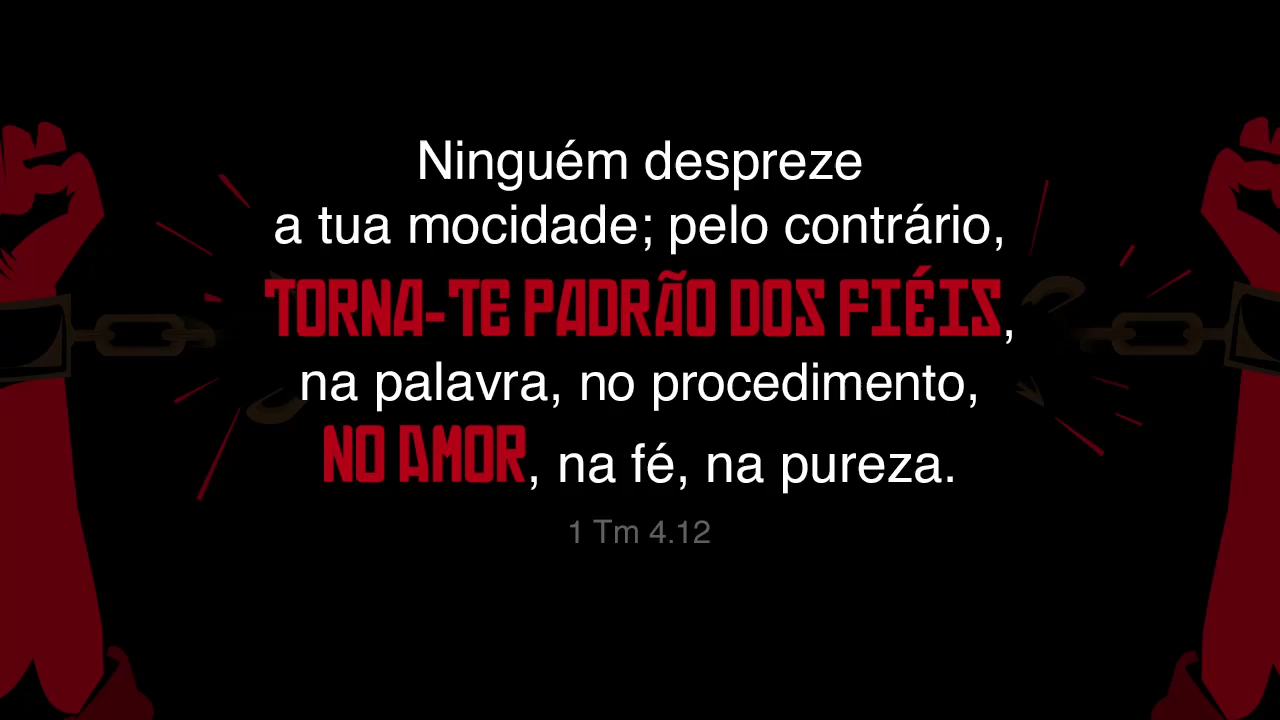 Ninguém despreze
a tua mocidade; pelo contrário,
TORNA-TE PADRÃO DOS FIÉIS,
na palavra, no procedimento,
NO AMOR, na fé, na pureza.
1 Tm 4.12